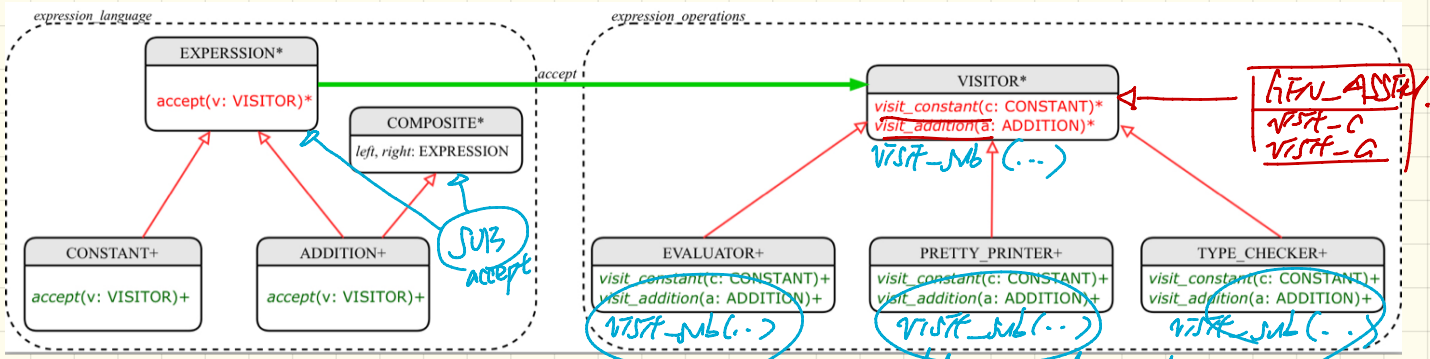 expression_language
EXPERSSION*
accept(v: VISITOR)*
COMPOSITE*
left, right: EXPRESSION
CONSTANT+
accept(v: VISITOR)+
ADDITION+
accept(v: VISITOR)+
SUB
accept
accept
expression_operations
VISITOR*
visit_constant(c: CONSTANT)*
visit_addition(a: ADDITION)*
visit_sub (...)
VISIT_C
VISIT_a
EVALUATOR+
visit_constant(c: CONSTANT)+
visit_addition(a: ADDITION)+
visit_sub(..)
PRETTY_PRINTER+
visit_constant(c: CONSTANT)+
visit_addition(a: ADDITION)+
visit_sub(..)
TYPE_CHECKER+
visit_constant(c: CONSTANT)+
visit_addition(a: ADDITION)+
visit_sub(..)